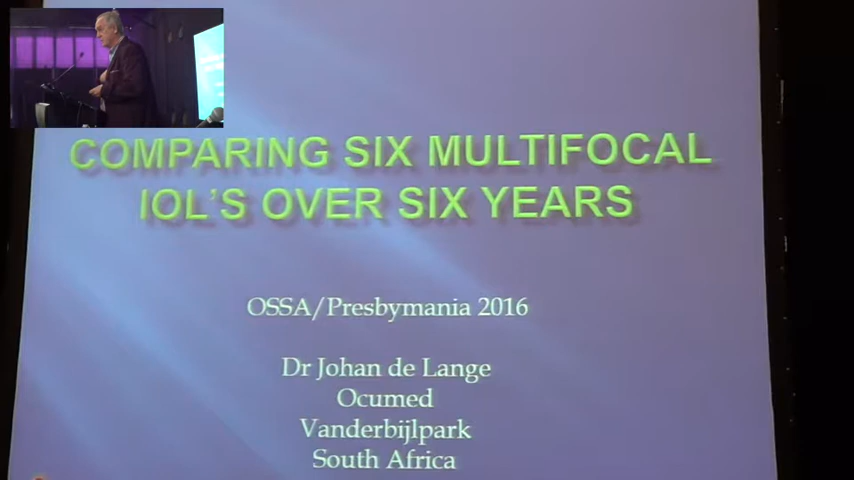 COMPARING SIX MULTIFOCAL
IOL'S OVER SIX YEARS
OSSA/Presbymania 2016
Dr Johan de Lange
Ocumed
Vanderbijlpark
South Africa